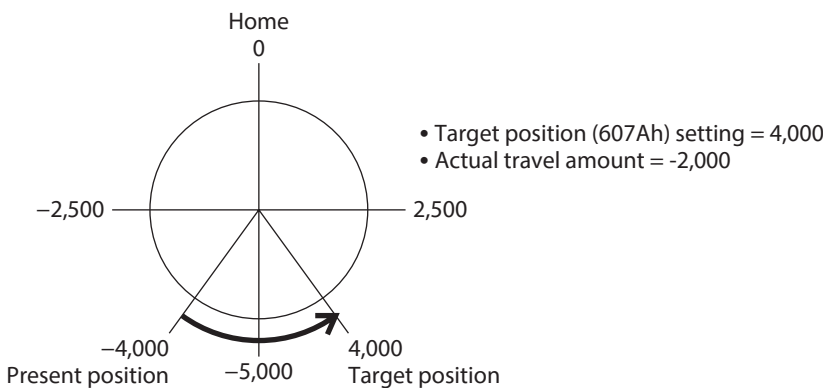 Home
0
• Target position (607Ah) setting = 4,000
• Actual travel amount = -2,000
−2,500
2,500
−4,000
Present position
−5,000
4,000
Target position